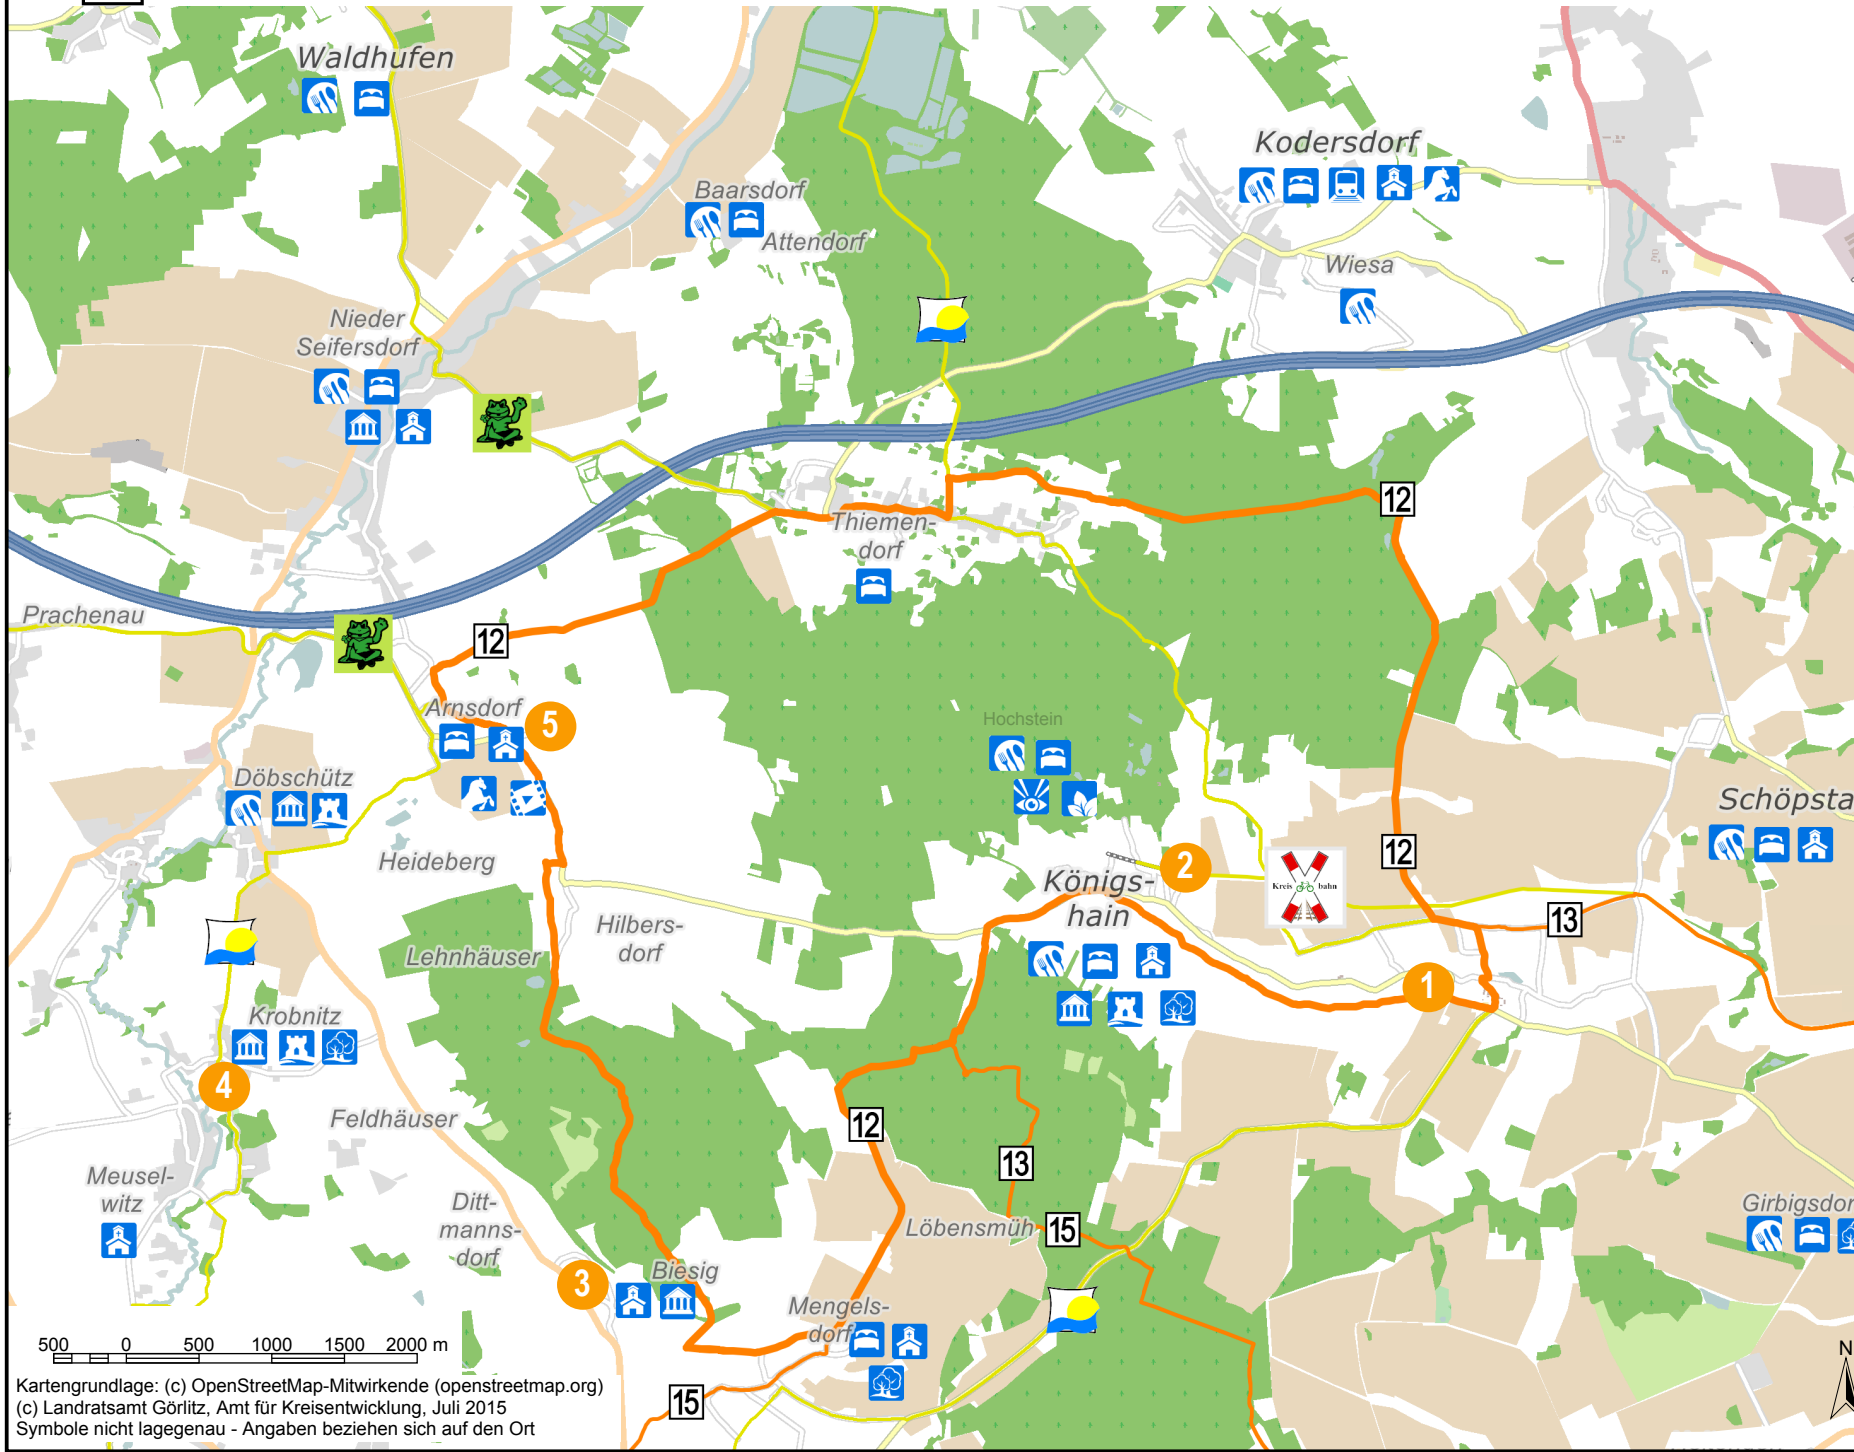 Waldhufen
Kodersdorf
Baarsdorf
Attendorf
Wiesa
Nieder
Seifersdorf
12
Thiemen-
dorf
Prachenau
12
Arnsdorf
5
Hochstein
Döbschütz
Schöpsta
Heideberg
12
2
Königs-
hain
Kreis bahn
13
Hilbers-
dorf
Lehnhäuser
1
Krobnitz
4
Feldhäuser
12
13
Meusel-
witz
Ditt-
manns-
dorf
Löbensmüh
15
Girbigsdor
3
Biesig
Mengels-
dorf
15
500 0 500 1000 1500 2000 m
N
Kartengrundlage: (c) OpenStreetMap-Mitwirkende (openstreetmap.org)
(c) Landratsamt Görlitz, Amt für Kreisentwicklung, Juli 2015
Symbole nicht lagegenau - Angaben beziehen sich auf den Ort